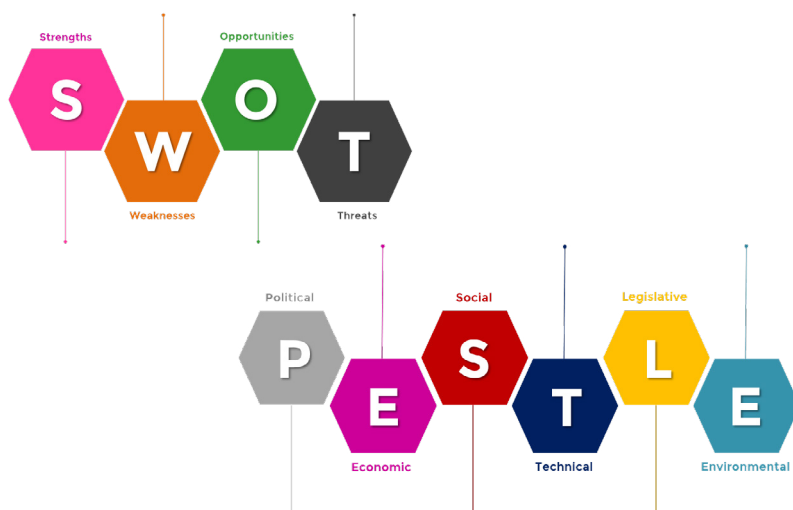 Strengths
Opportunities
S
W
O
T
Weaknesses
Threats
Political
Social
Legislative
P
E
S
T
L
E
Economic
Technical
Environmental